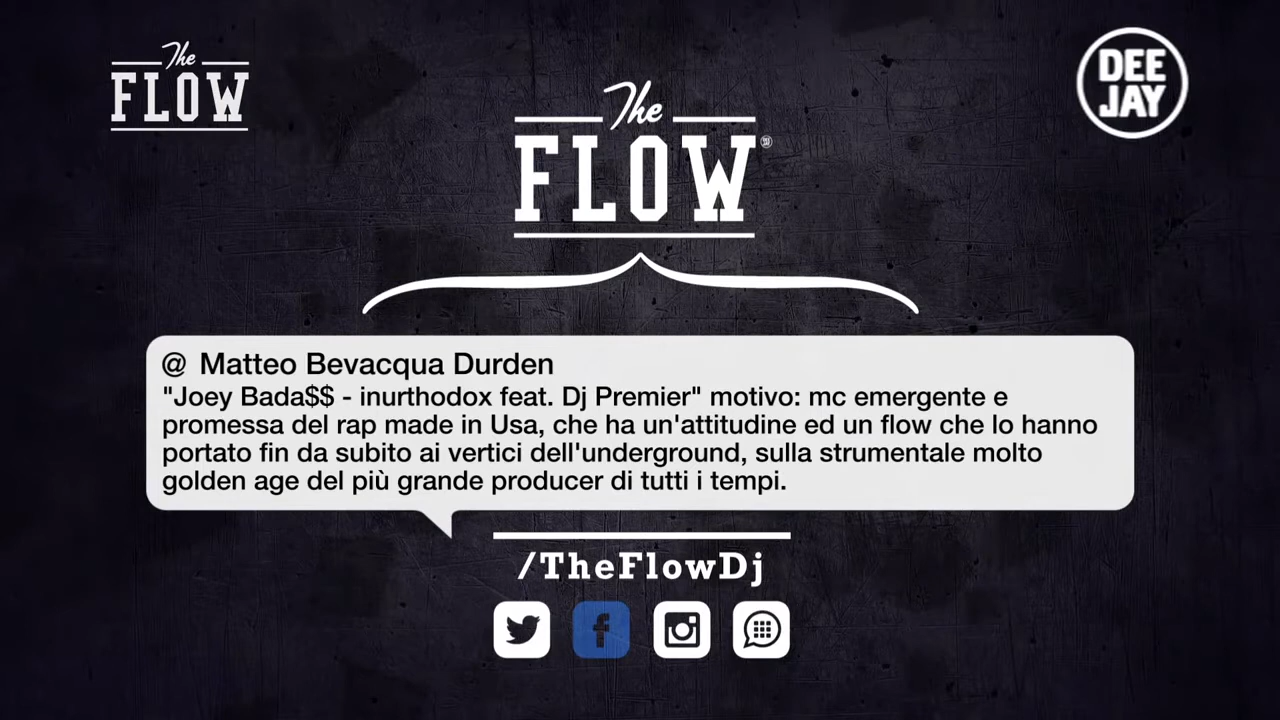 The
FLOW
DEE
JAY
The
FLOW
@ Matteo Bevacqua Durden
"Joey Bada$$ - inurthodox feat. Dj Premier" motivo: mc emergente e
promessa del rap made in Usa, che ha un'attitudine ed un flow che lo hanno
portato fin da subito ai vertici dell'underground, sulla strumentale molto
golden age del più grande producer di tutti i tempi.
/TheFlowDj